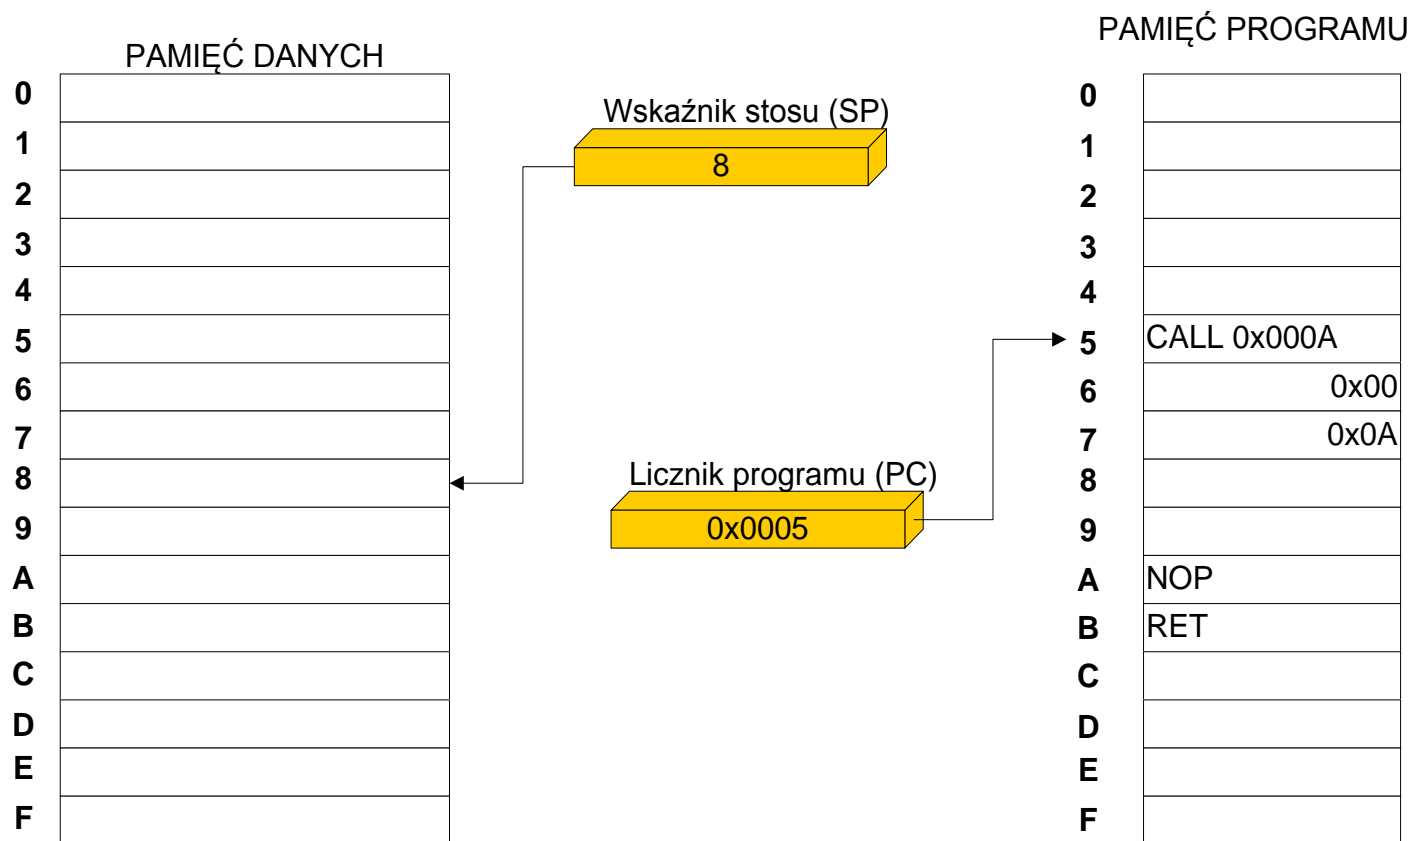 PAMIĘĆ DANYCH
0
1
2
3
4
5
6
7
8
9
A
B
C
D
E
F
Wskaźnik stosu (SP)
8
Licznik programu (PC)
0x0005
PAMIĘĆ PROGRAMU
0
1
2
3
4
5 CALL 0x000A
6 0x00
7 0x0A
8
9
A NOP
B RET
C
D
E
F